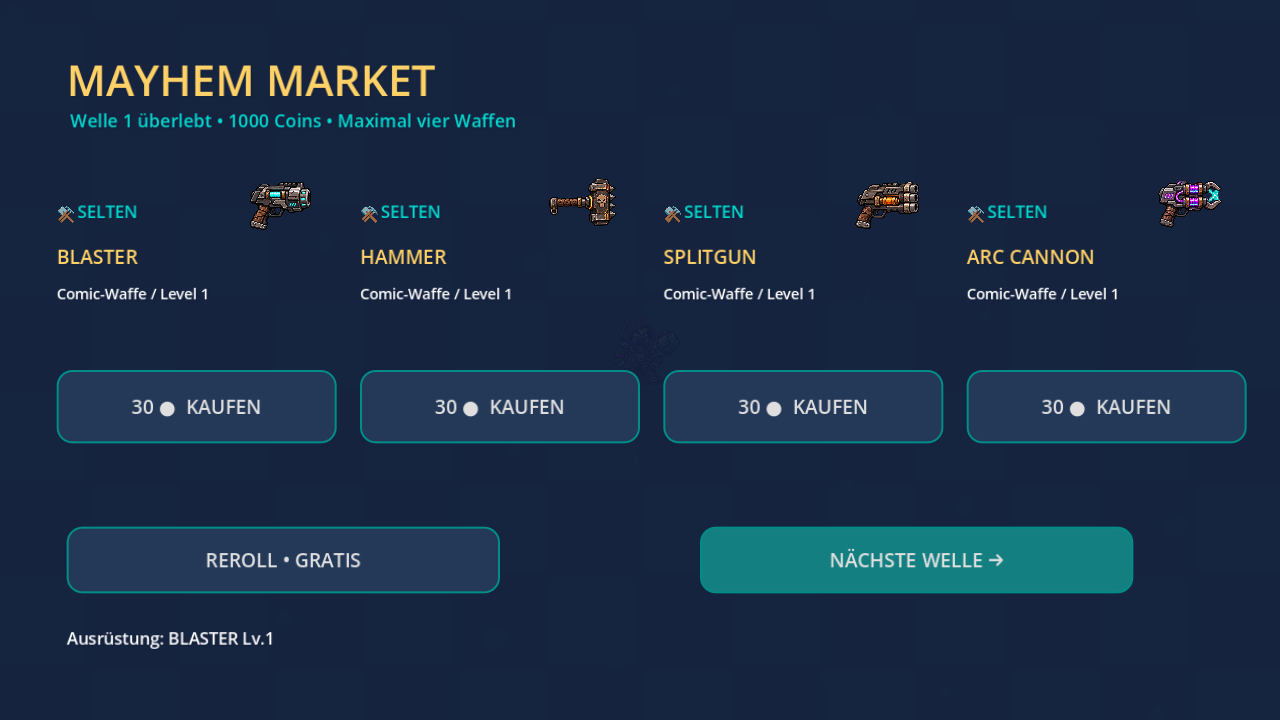 MAYHEM MARKET
Welle 1 überlebt • 1000 Coins • Maximal vier Waffen
SELTEN
BLASTER
Comic-Waffe / Level 1
30 ● KAUFEN
SELTEN
HAMMER
Comic-Waffe / Level 1
30 ● KAUFEN
SELTEN
SPLITGUN
Comic-Waffe / Level 1
30 ● KAUFEN
SELTEN
ARC CANNON
Comic-Waffe / Level 1
30 ● KAUFEN
REROLL • GRATIS
NÄCHSTE WELLE →
Ausrüstung: BLASTER Lv.1